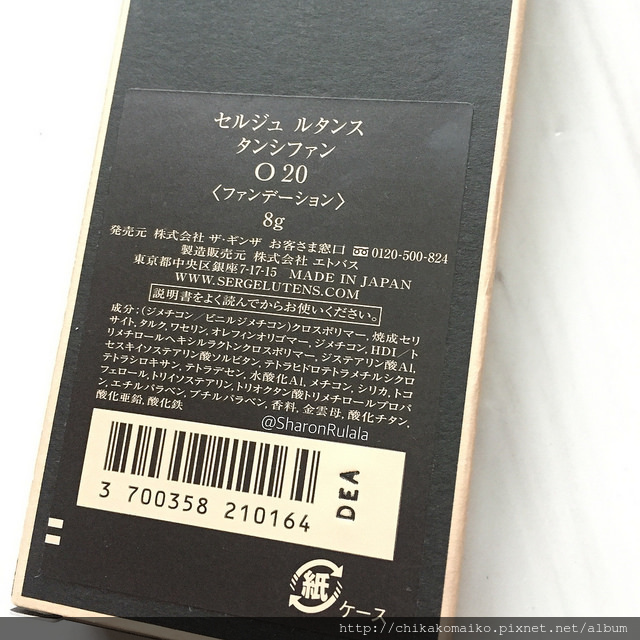 セルジュ ルタンス
タンシファン
O 20
〈ファンデーション〉
8g
発売元 株式会社 ザ・ギンザ お客さま窓口 0120-500-824
製造販売元 株式会社 エトバス
東京都中央区銀座7-17-15 MADE IN JAPAN
WWW.SERGELUTENS.COM
説明書をよく読んでからお使いください。
成分：(ジメチコン／ビニルジメチコン)クロスポリマー, 焼成セリ
サイト, タルク, ワセリン, オレフィンオリゴマー, ジメチコン, HDI／ト
リメチロールヘキシルラクトンクロスポリマー, ジステアリン酸Al,
セスキイソステアリン酸ソルビタン, テトラヒドロテトラメチルシクロ
テトラシロキサン, テトラデセン, 水酸化Al, メチコン, シリカ, トコ
フェロール, トリイソステアリン, トリオクタン酸トリメチロールプロパ
ン, エチルパラベン, ブチルパラベン, 香料, 金雲母, 酸化チタン,
酸化亜鉛, 酸化鉄
@SharonRulala
3 700358 210164
DEA
紙
ケース
http://chikakomaiko.pixnet.net/album